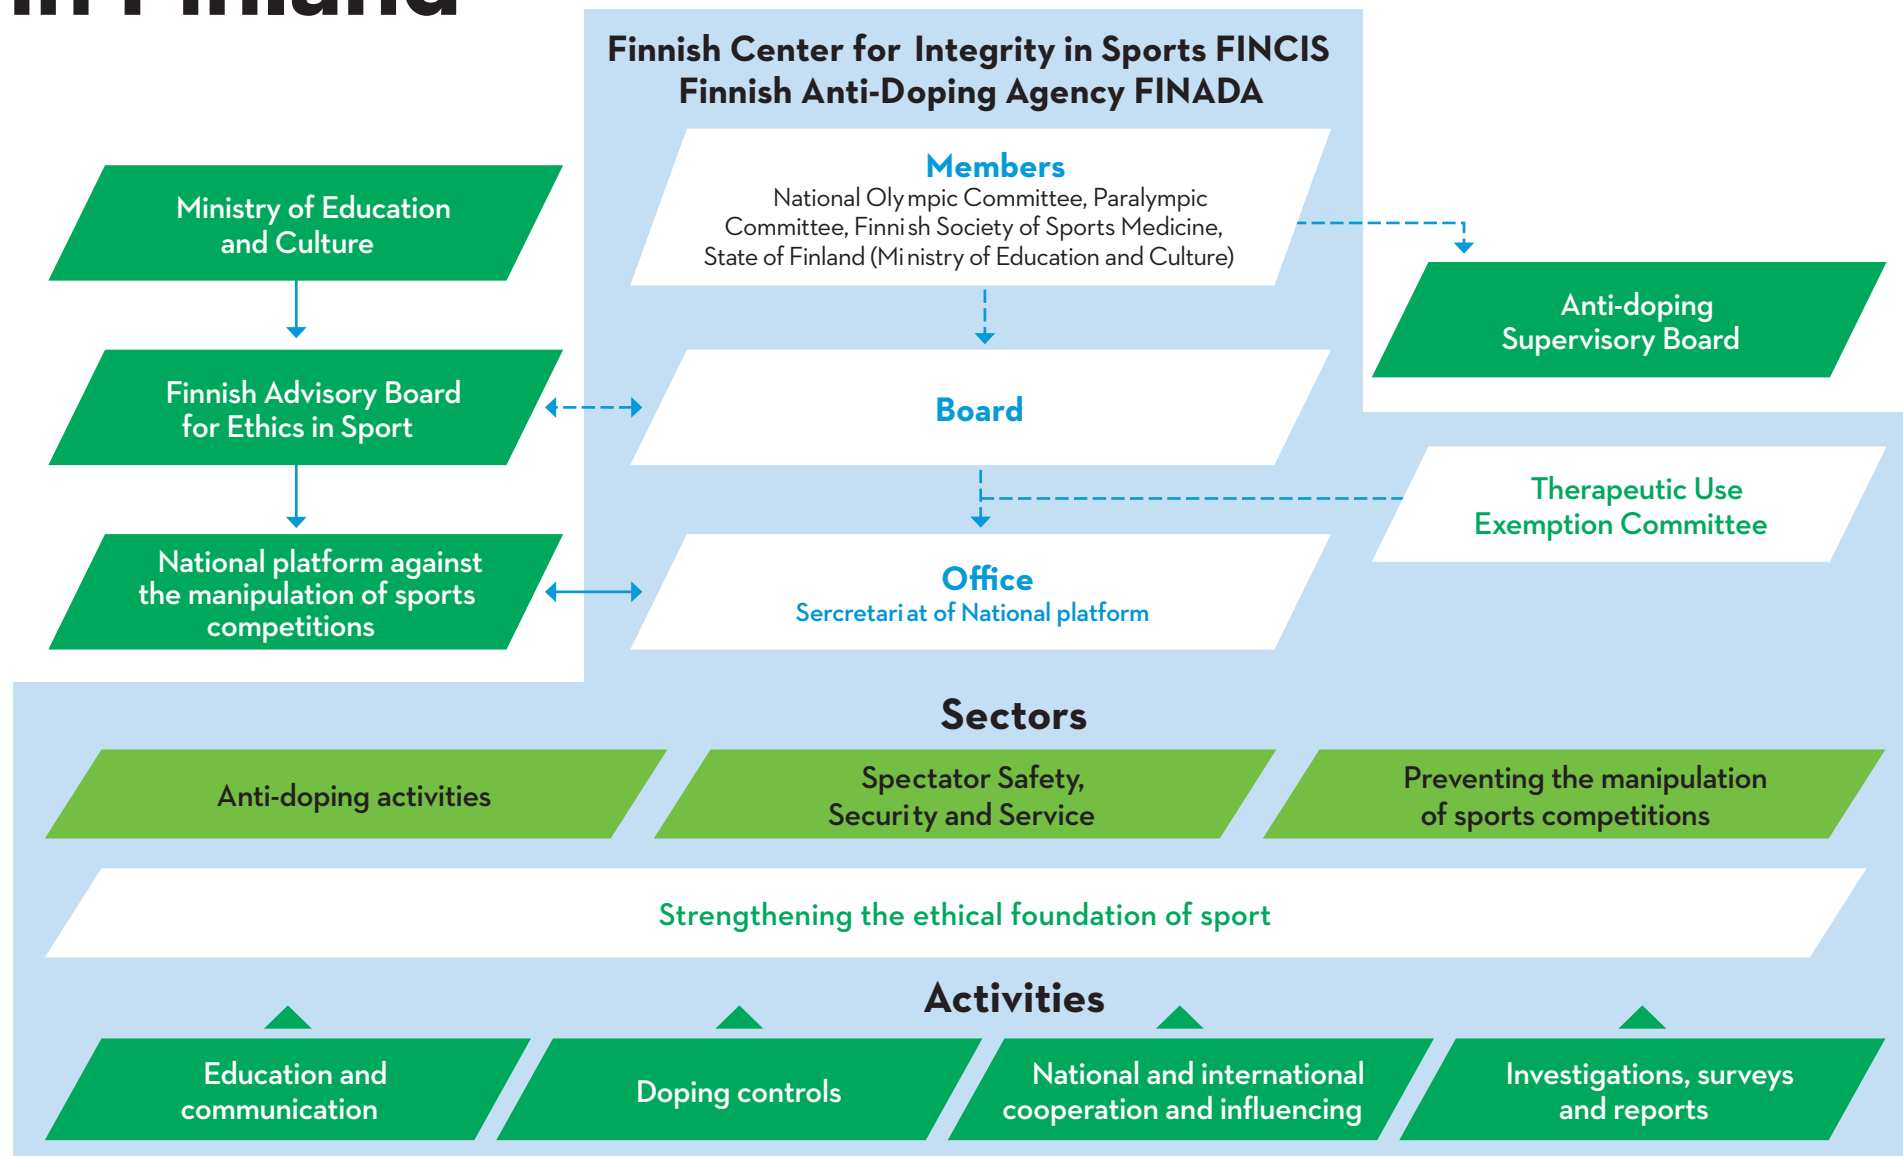 in Finland
Finnish Center for Integrity in Sports FINCIS
Finnish Anti-Doping Agency FINADA
Ministry of Education
and Culture
Members
National Olympic Committee, Paralympic
Committee, Finnish Society of Sports Medicine,
State of Finland (Ministry of Education and Culture)
Anti-doping
Supervisory Board
Finnish Advisory Board
for Ethics in Sport
Board
Therapeutic Use
Exemption Committee
National platform against
the manipulation of sports
competitions
Office
Sercretariat of National platform
Sectors
Anti-doping activities
Spectator Safety,
Security and Service
Preventing the manipulation
of sports competitions
Strengthening the ethical foundation of sport
Activities
Education and
communication
Doping controls
National and international
cooperation and influencing
Investigations, surveys
and reports